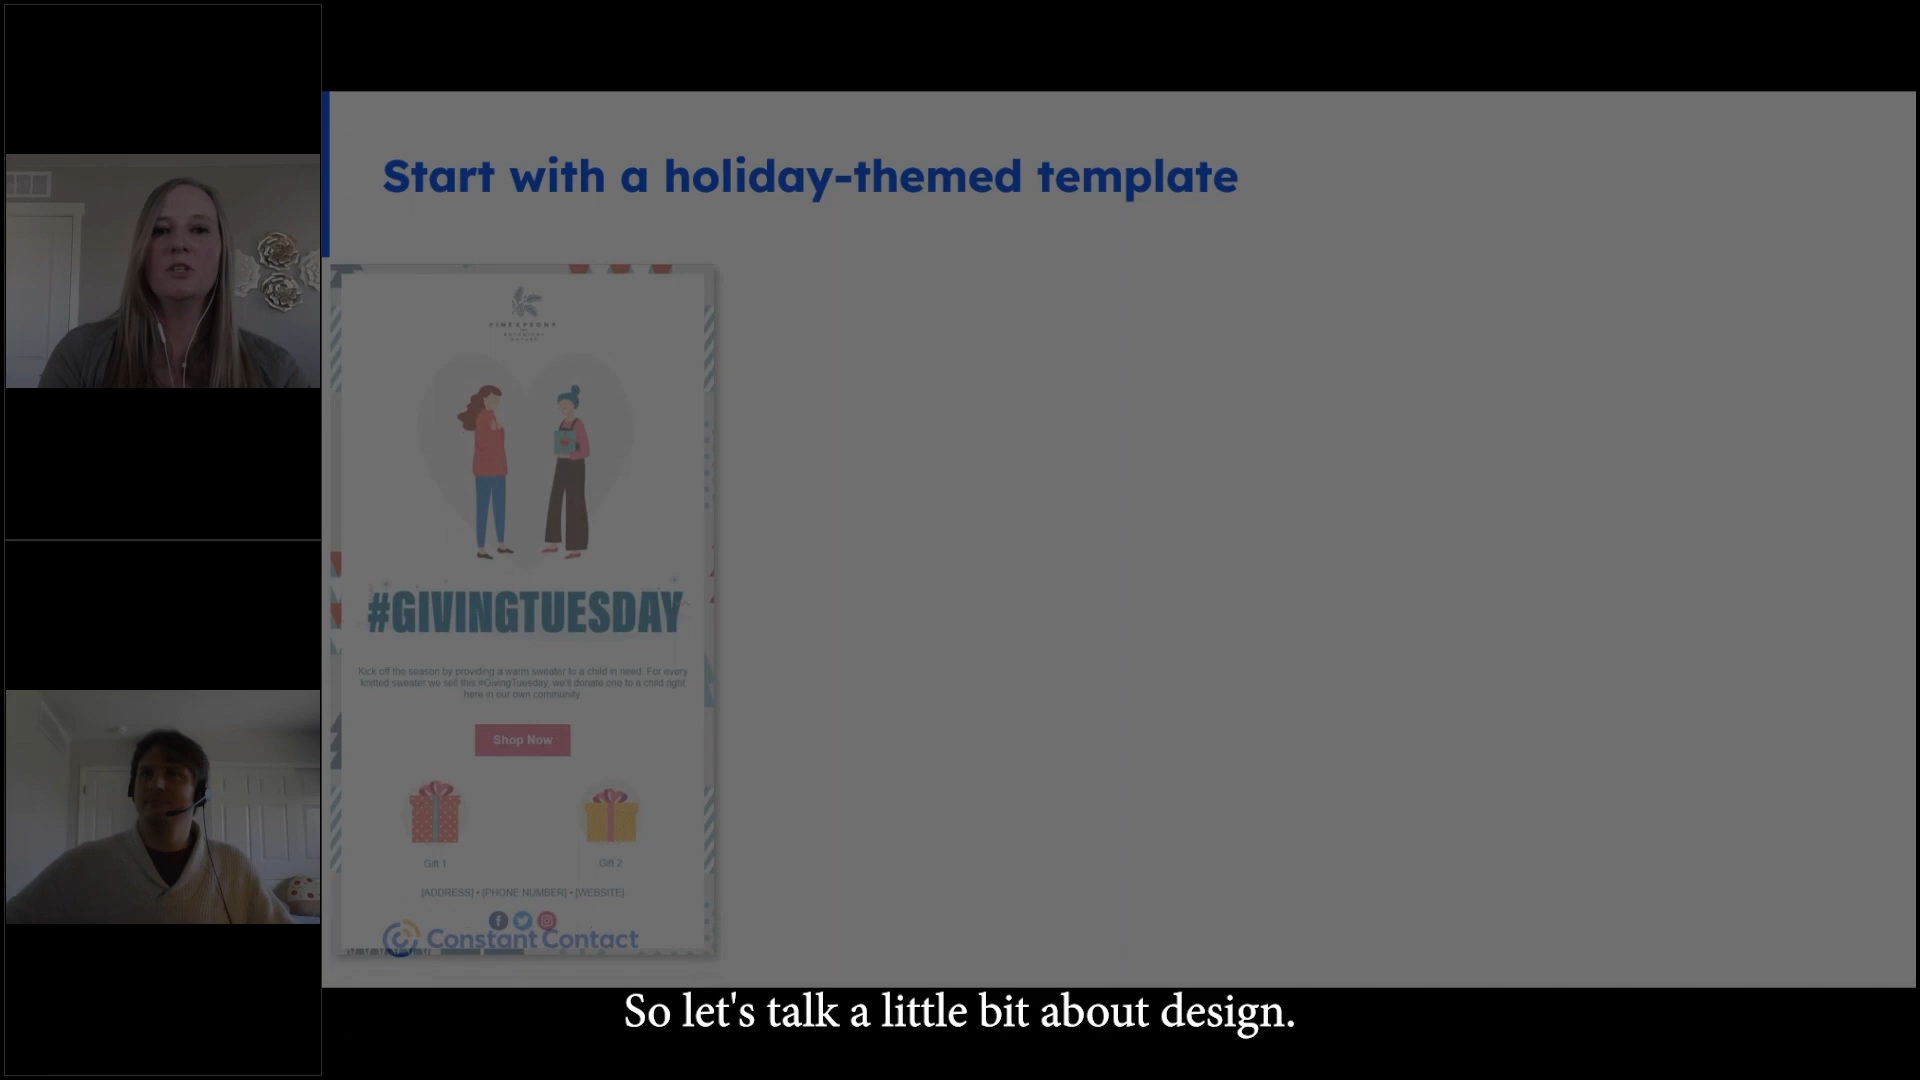 Start with a holiday-themed template
#GIVINGTUESDAY
Kick off the season by providing a warm sweater to a child in need. For every
knitted sweater we sell this #GivingTuesday, we'll donate one to a child right
here in our own community.
Shop Now
Gift 1
Gift 2
[ADDRESS] • [PHONE NUMBER] • [WEBSITE]
Constant Contact
So let's talk a little bit about design.